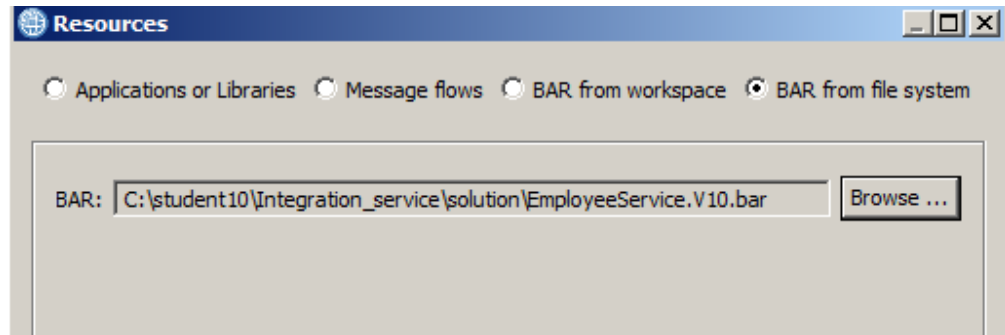 Resources
Applications or Libraries Message flows BAR from workspace BAR from file system
BAR: C:\student10\Integration_service\solution\EmployeeService.V10.bar Browse ...